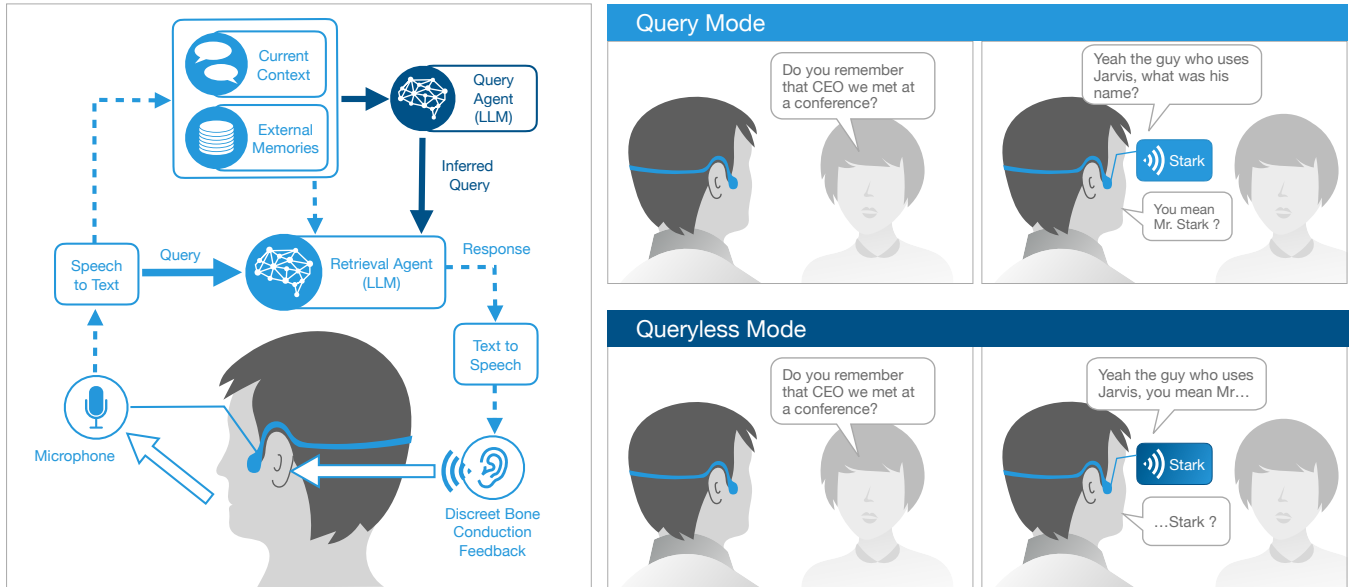 Current
Context
External
Memories
Query
Agent
(LLM)
Inferred
Query
Speech
to Text
Query
Retrieval Agent
(LLM)
Response
Text to
Speech
Microphone
Discreet Bone
Conduction
Feedback
Query Mode
Do you remember
that CEO we met at
a conference?
Yeah the guy who uses
Jarvis, what was his
name?
Stark
You mean
Mr. Stark ?
Queryless Mode
Do you remember
that CEO we met at
a conference?
Yeah the guy who uses
Jarvis, you mean Mr…
Stark
…Stark ?